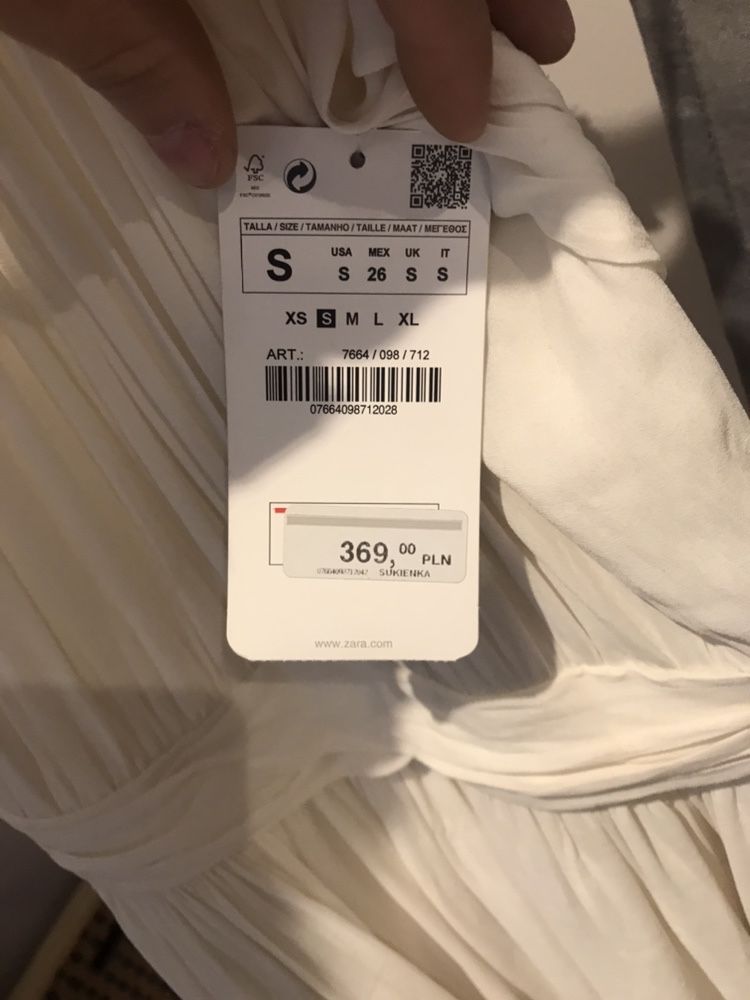 FSC
TALLA / SIZE / TAMANHO / TAILLE / MAAT / ΜΕΓΕΘΟΣ
S
USA MEX UK IT
S 26 S S
XS S M L XL
ART.: 7664 / 098 / 712
07664098712028
369,00 PLN
SUKIENKA
www.zara.com